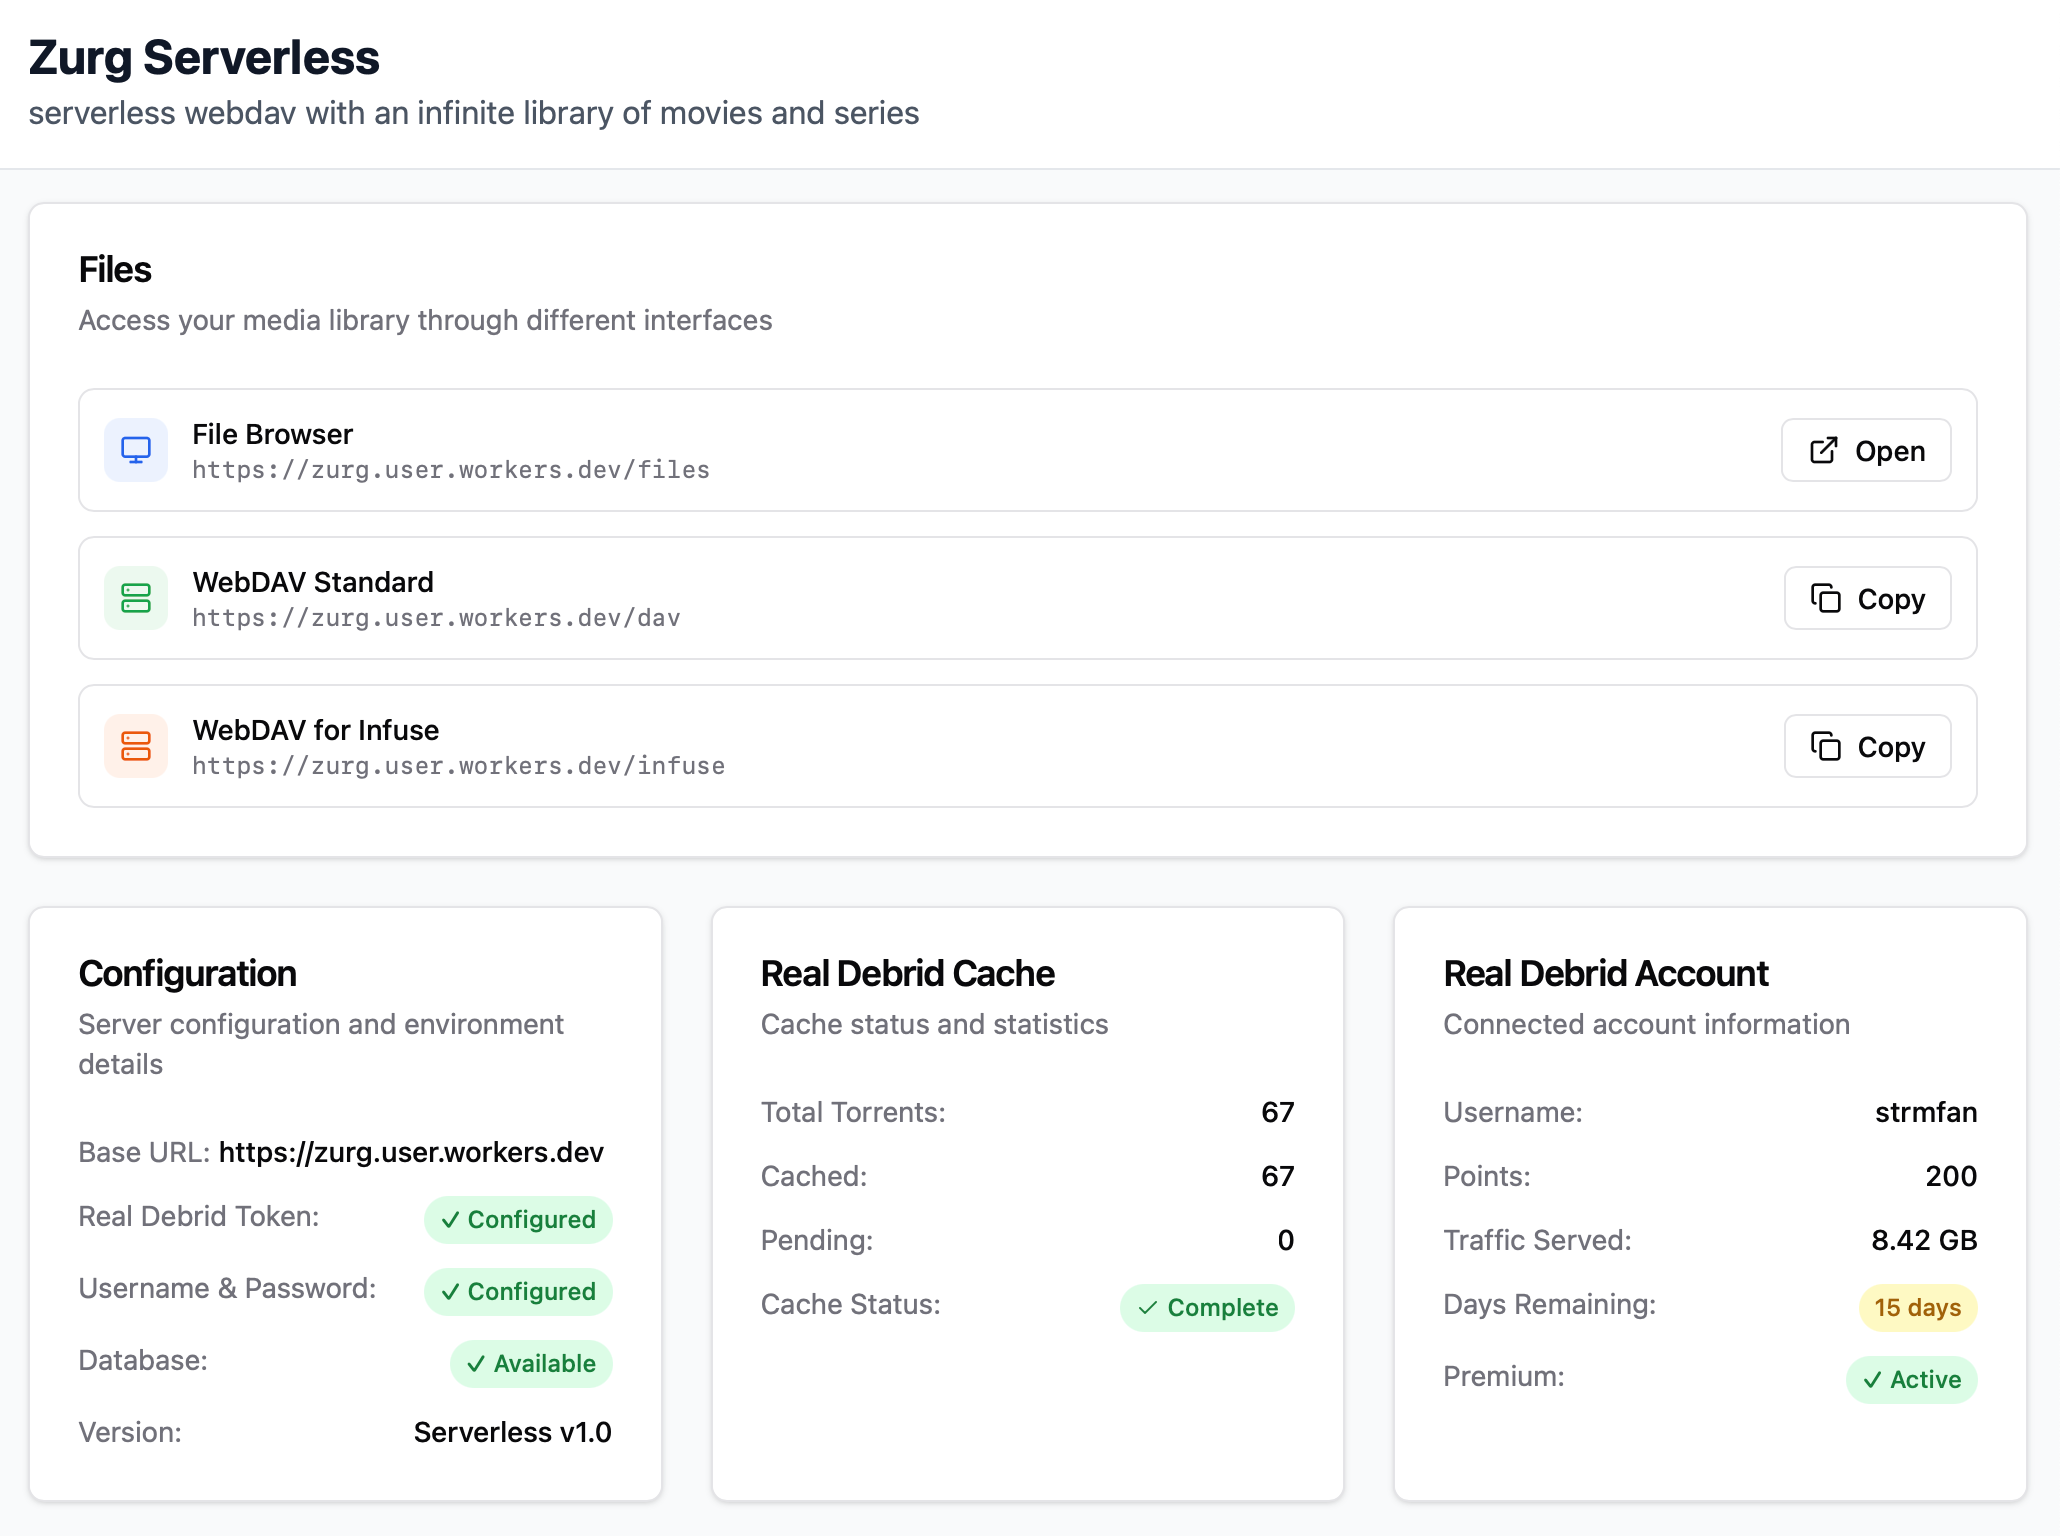 Zurg Serverless
serverless webdav with an infinite library of movies and series
Files
Access your media library through different interfaces
File Browser
https://zurg.user.workers.dev/files
Open
WebDAV Standard
https://zurg.user.workers.dev/dav
Copy
WebDAV for Infuse
https://zurg.user.workers.dev/infuse
Copy
Configuration
Server configuration and environment
details
Base URL: https://zurg.user.workers.dev
Real Debrid Token: ✓ Configured
Username & Password: ✓ Configured
Database: ✓ Available
Version: Serverless v1.0
Real Debrid Cache
Cache status and statistics
Total Torrents: 67
Cached: 67
Pending: 0
Cache Status: ✓ Complete
Real Debrid Account
Connected account information
Username: strmfan
Points: 200
Traffic Served: 8.42 GB
Days Remaining: 15 days
Premium: ✓ Active